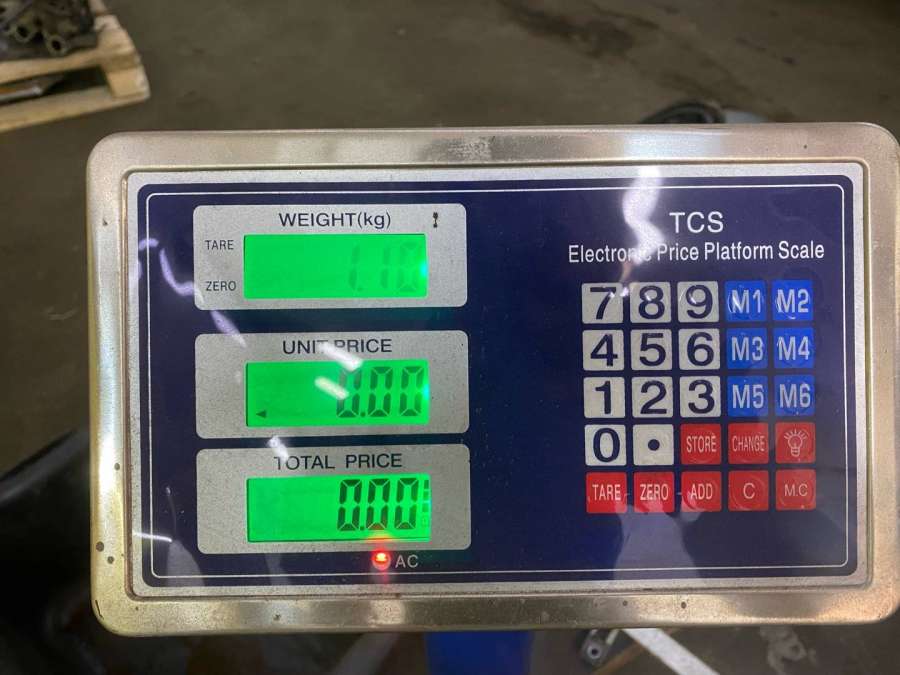 WEIGHT(kg)
TARE
1.10
ZERO
UNIT PRICE
0.00
TOTAL PRICE
0.00
AC
TCS
Electronic Price Platform Scale
7 8 9 M1 M2
4 5 6 M3 M4
1 2 3 M5 M6
0 . STORE CHANGE
TARE ZERO ADD C M.C